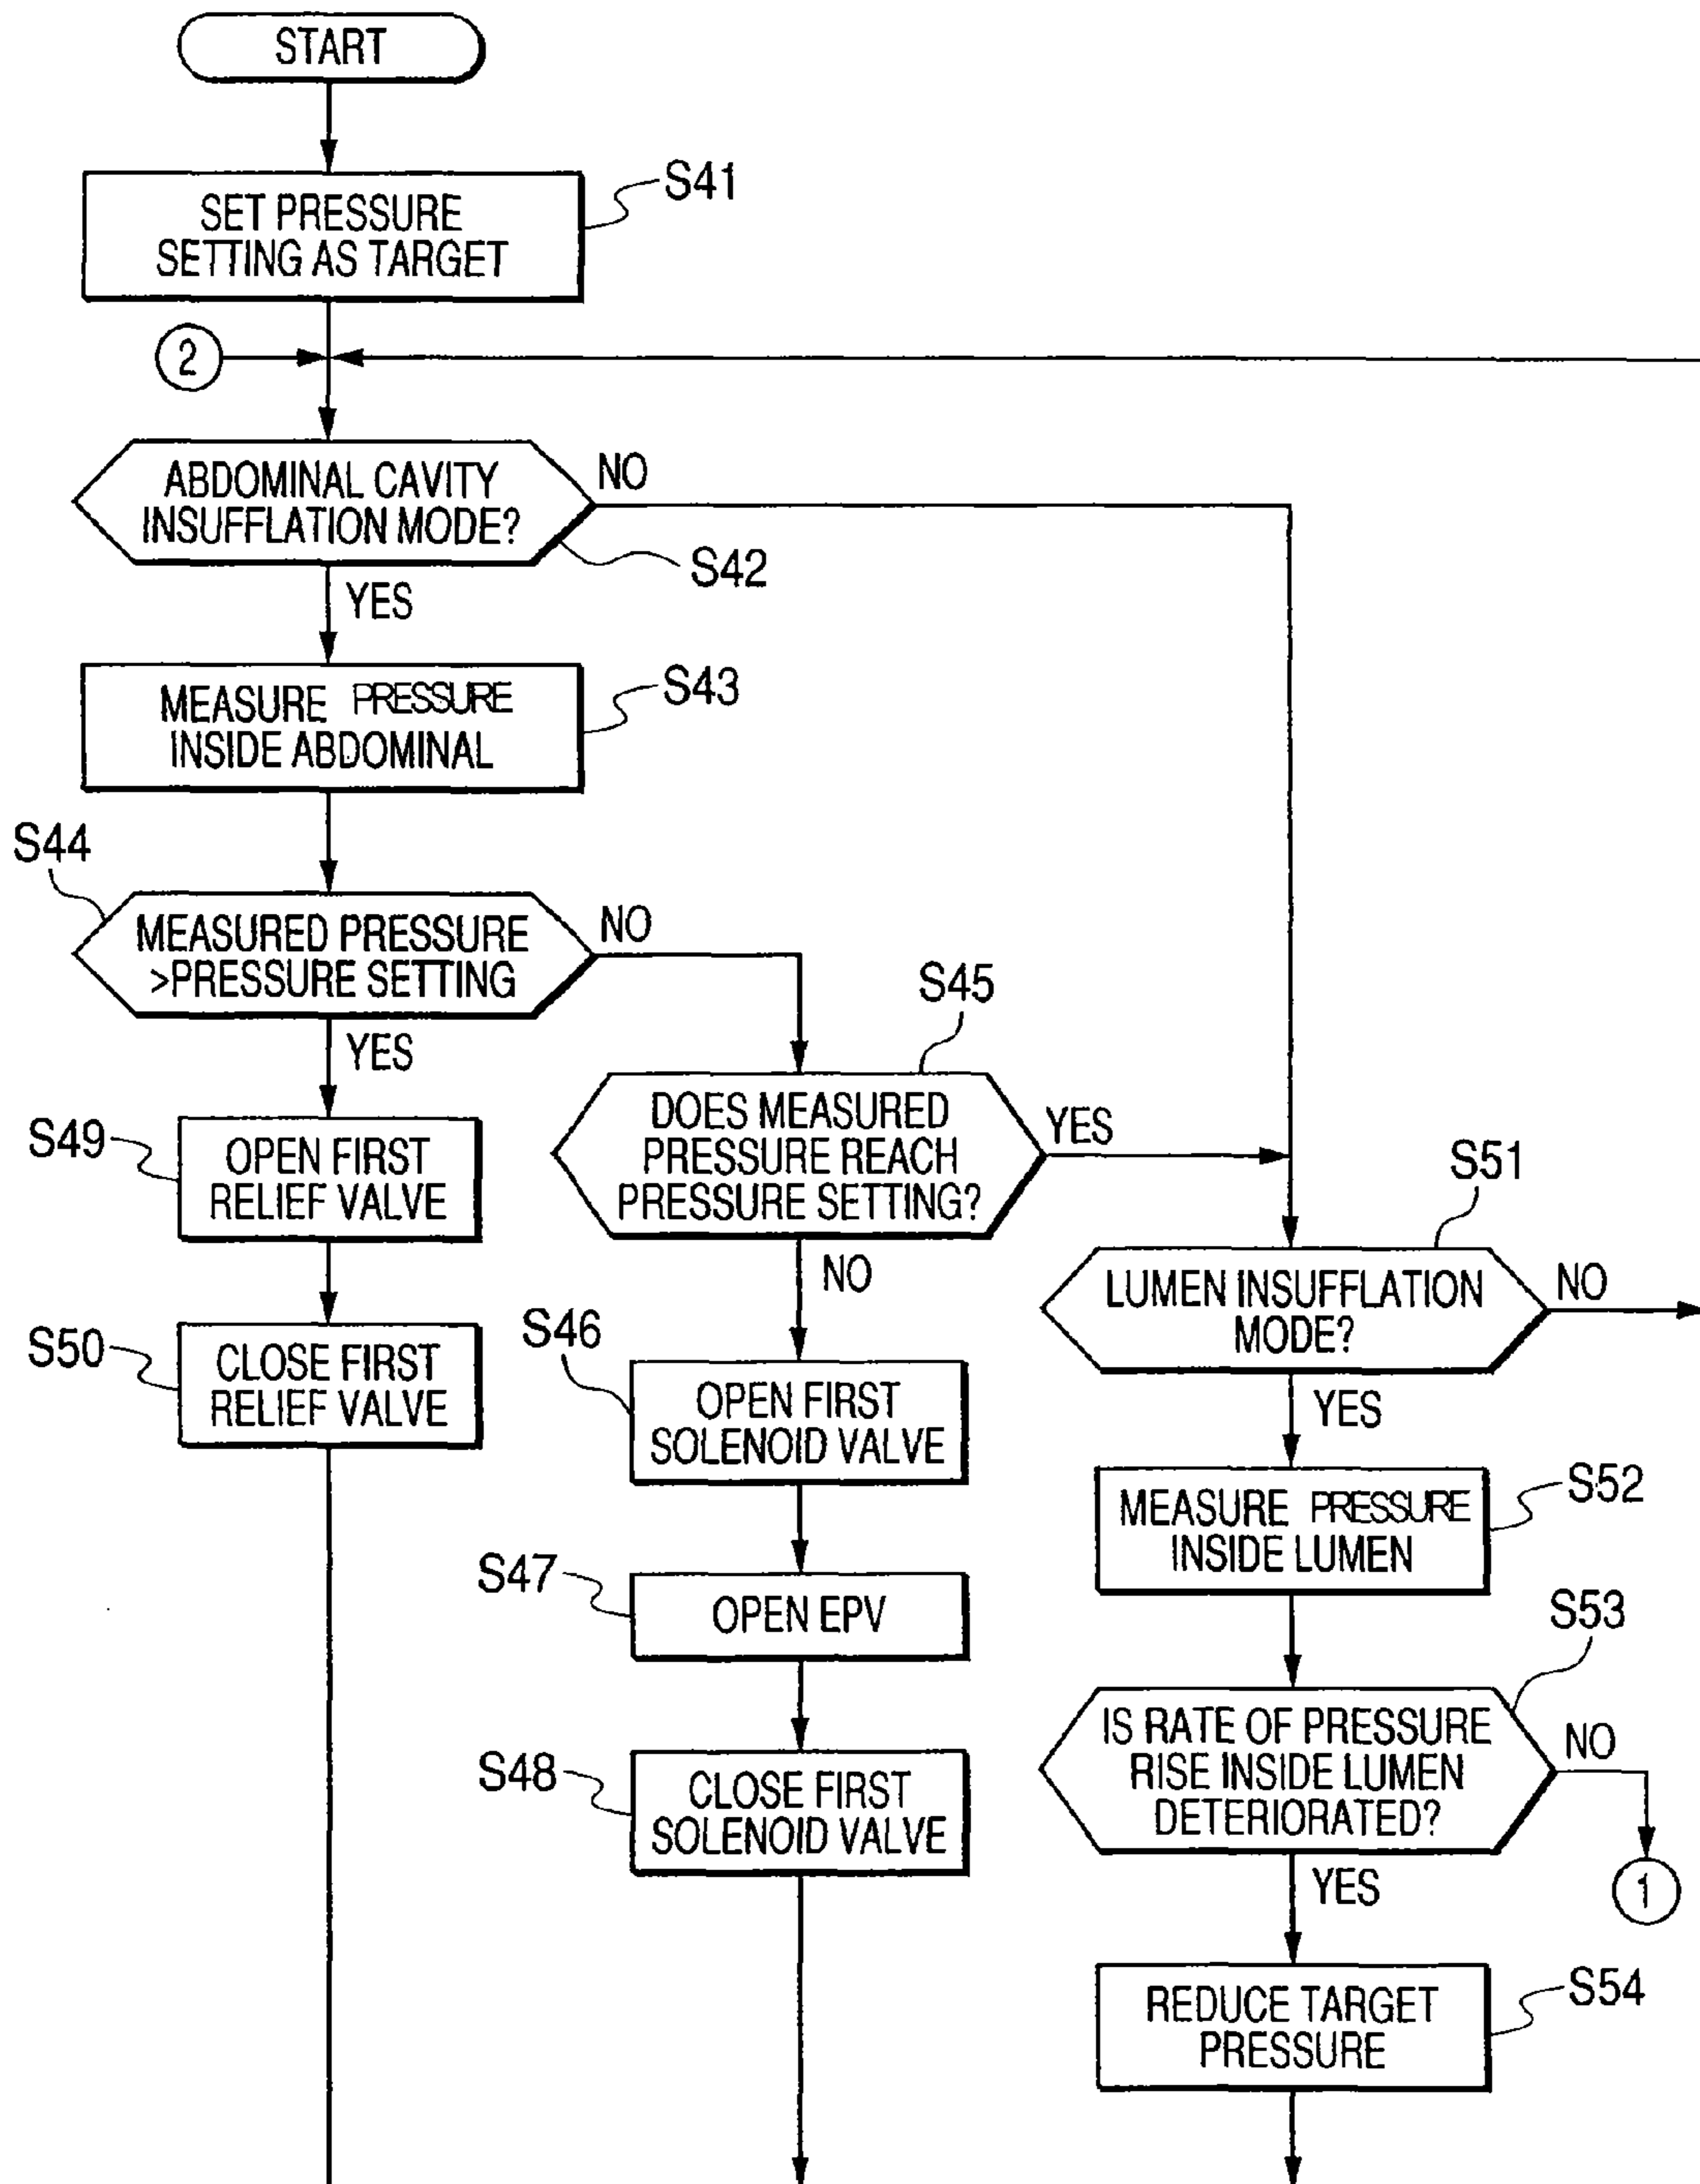 START
SET PRESSURE
SETTING AS TARGET
S41
2
ABDOMINAL CAVITY
INSUFFLATION MODE?
NO
S42
YES
MEASURE PRESSURE
INSIDE ABDOMINAL
S43
S44
MEASURED PRESSURE
>PRESSURE SETTING
NO
YES
S45
DOES MEASURED
PRESSURE REACH
PRESSURE SETTING?
YES
NO
S49
OPEN FIRST
RELIEF VALVE
S50
CLOSE FIRST
RELIEF VALVE
S46
OPEN FIRST
SOLENOID VALVE
S47
OPEN EPV
S48
CLOSE FIRST
SOLENOID VALVE
S51
LUMEN INSUFFLATION
MODE?
NO
YES
MEASURE PRESSURE
INSIDE LUMEN
S52
S53
IS RATE OF PRESSURE
RISE INSIDE LUMEN
DETERIORATED?
NO
1
YES
REDUCE TARGET
PRESSURE
S54